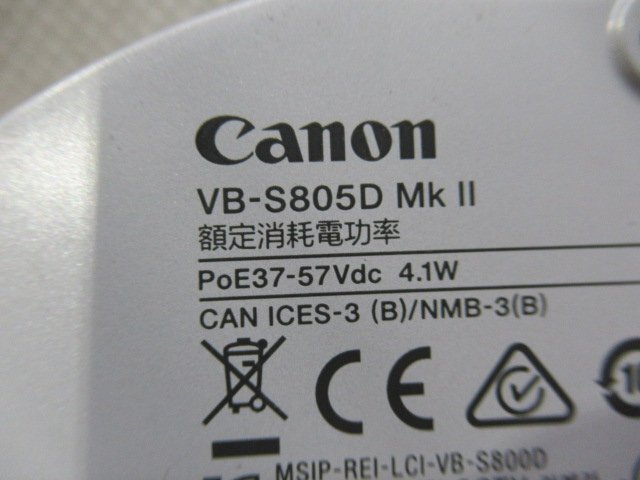 Canon
VB-S805D Mk II
額定消耗電功率
PoE37-57Vdc 4.1W
CAN ICES-3 (B)/NMB-3(B)
CE
10
MSIP-REI-LCI-VB-S800D